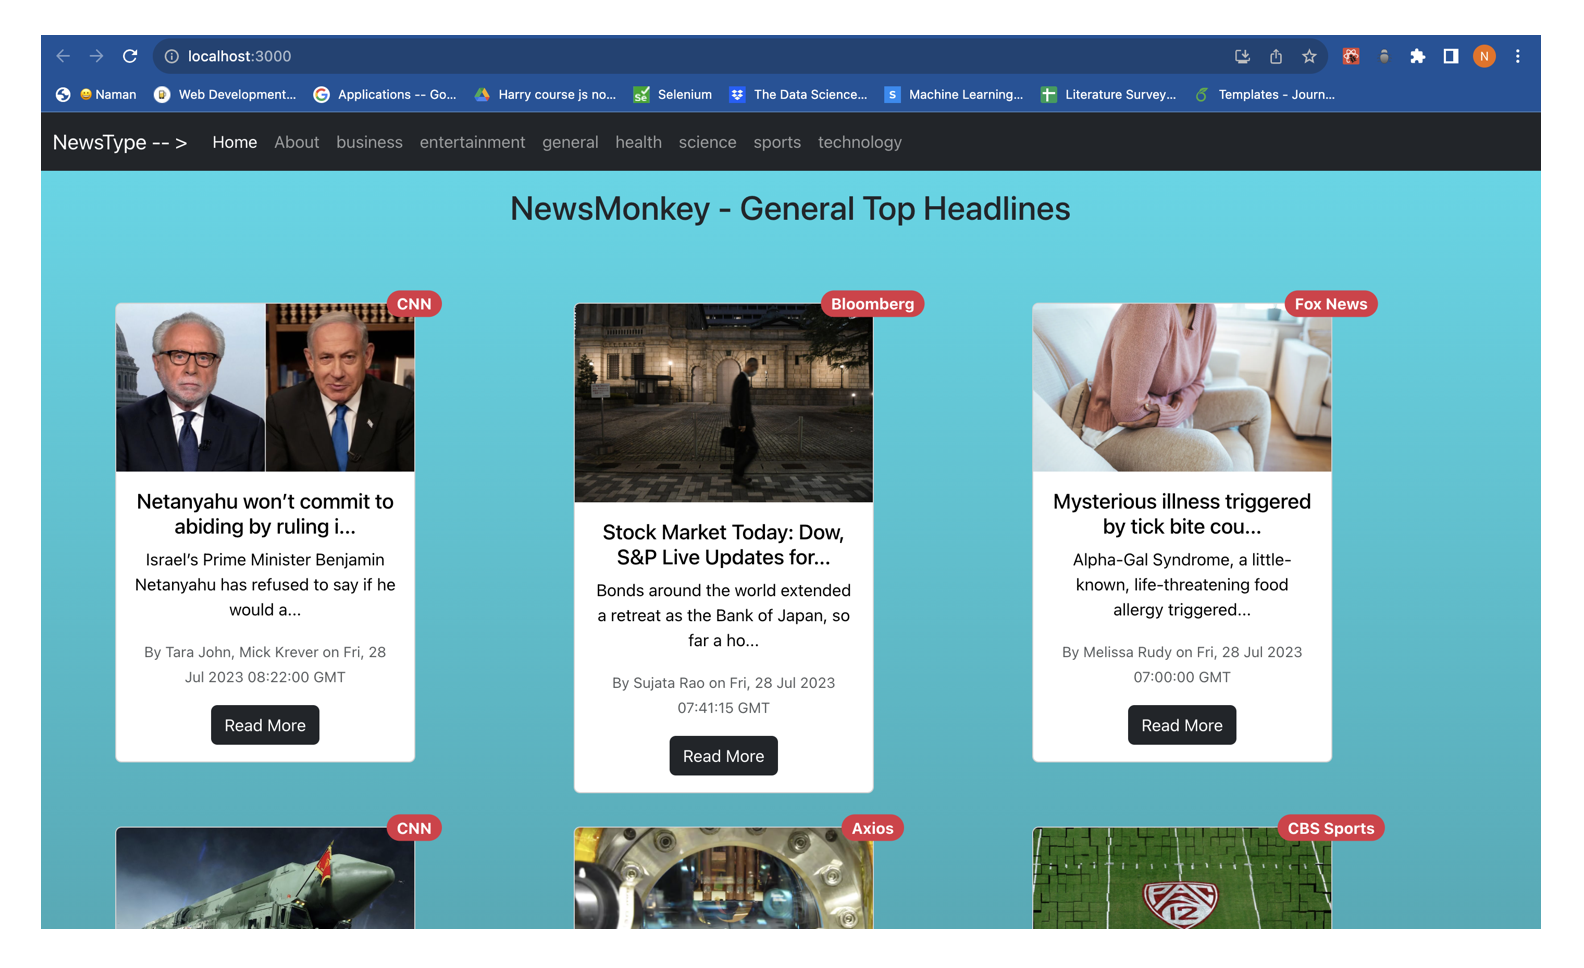 localhost:3000
N
😄 Naman
Web Development...
Applications -- Go...
Harry course js no...
Se
Selenium
The Data Science...
S
Machine Learning...
Literature Survey...
Templates - Journ...
NewsType -- >
Home
About
business
entertainment
general
health
science
sports
technology
NewsMonkey - General Top Headlines
CNN
Netanyahu won’t commit to
abiding by ruling i...
Israel’s Prime Minister Benjamin
Netanyahu has refused to say if he
would a...
By Tara John, Mick Krever on Fri, 28
Jul 2023 08:22:00 GMT
Read More
Bloomberg
Stock Market Today: Dow,
S&P Live Updates for...
Bonds around the world extended
a retreat as the Bank of Japan, so
far a ho...
By Sujata Rao on Fri, 28 Jul 2023
07:41:15 GMT
Read More
Fox News
Mysterious illness triggered
by tick bite cou...
Alpha-Gal Syndrome, a little-
known, life-threatening food
allergy triggered...
By Melissa Rudy on Fri, 28 Jul 2023
07:00:00 GMT
Read More
CNN
Axios
CBS Sports
PAC
12